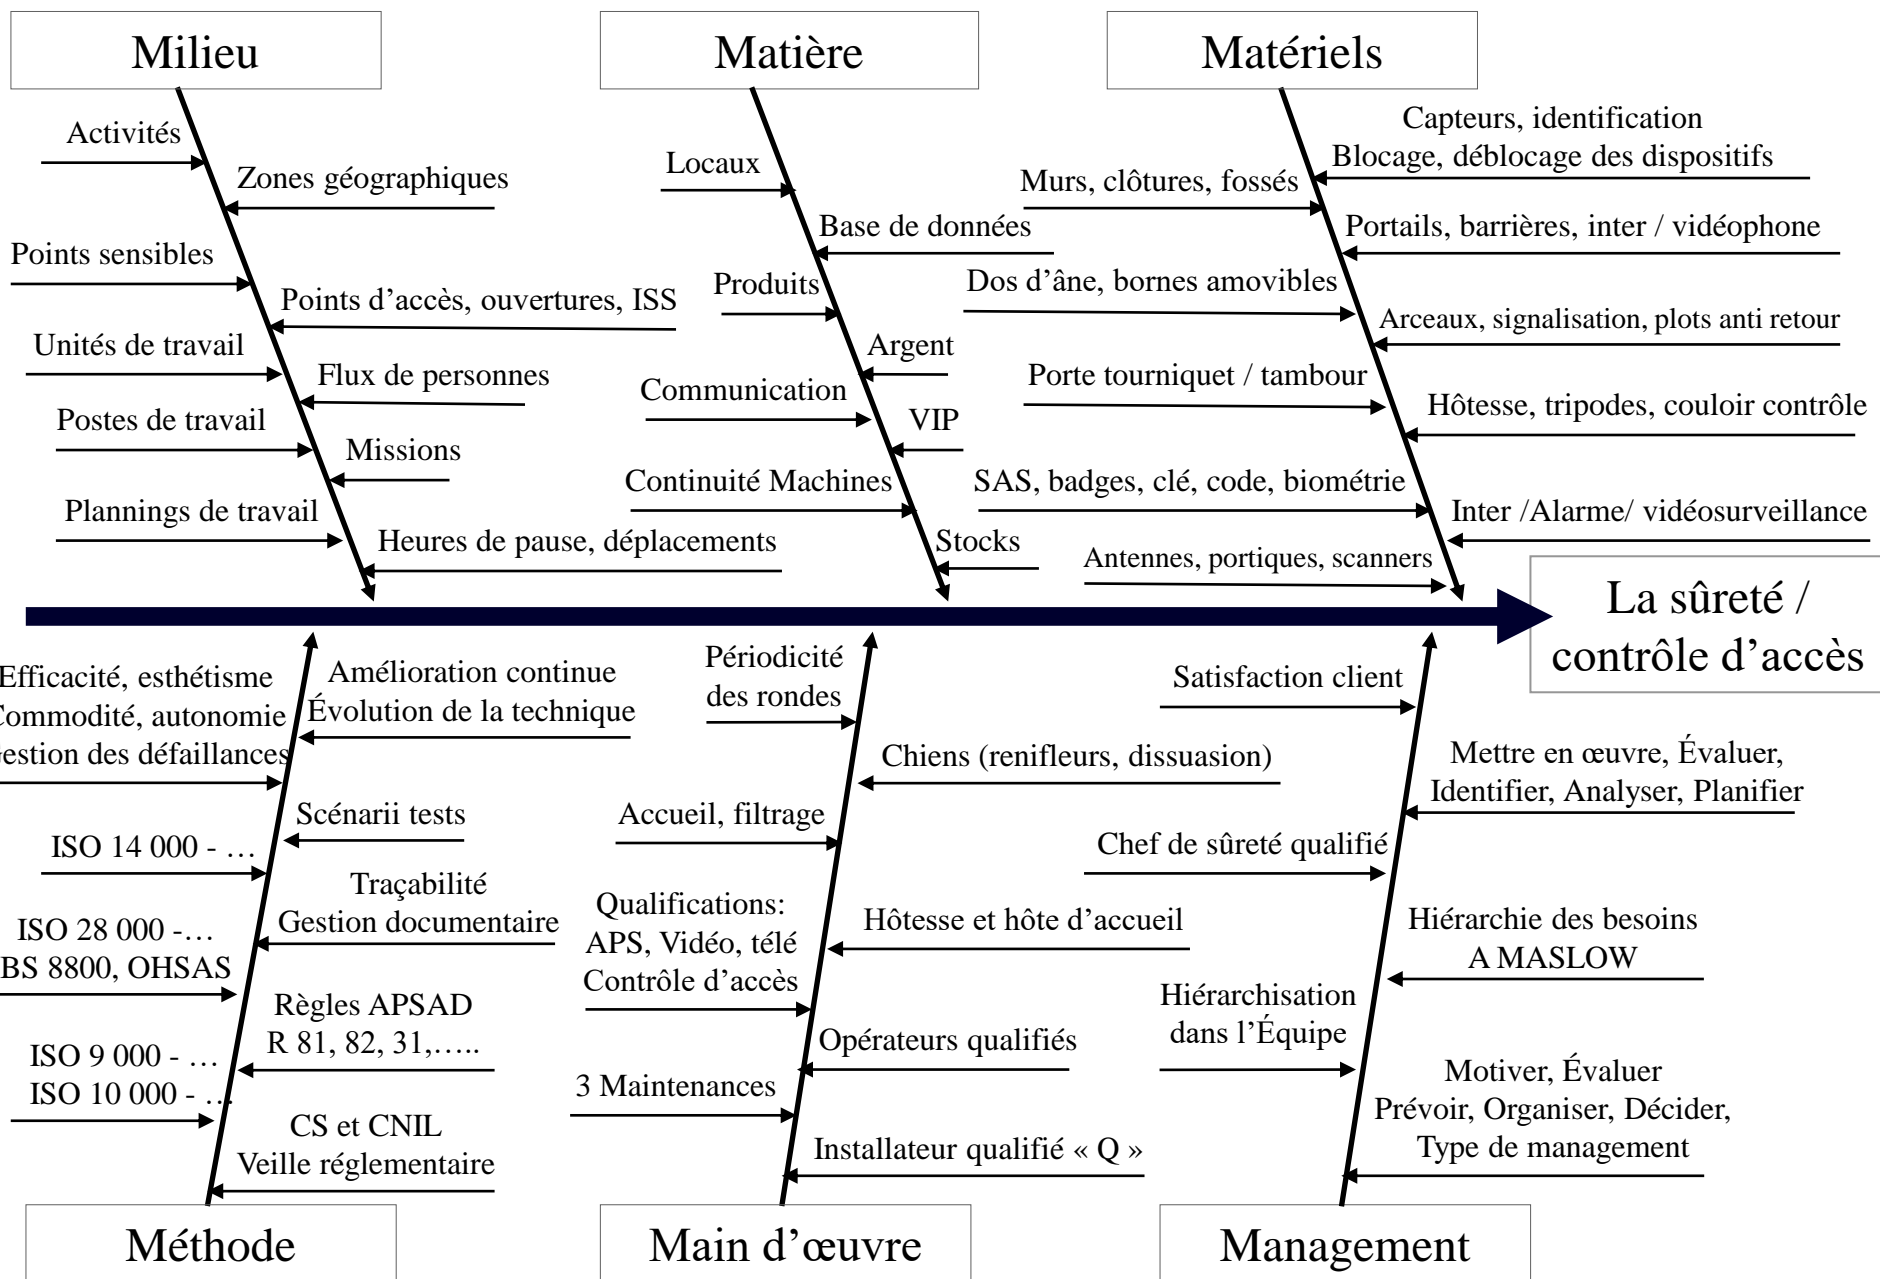 Milieu
Matière
Matériels
Activités
Zones géographiques
Points sensibles
Points d’accès, ouvertures, ISS
Unités de travail
Flux de personnes
Postes de travail
Missions
Plannings de travail
Heures de pause, déplacements
Locaux
Base de données
Produits
Argent
Communication
VIP
Continuité Machines
Stocks
Capteurs, identification
Blocage, déblocage des dispositifs
Murs, clôtures, fossés
Portails, barrières, inter / vidéophone
Dos d’âne, bornes amovibles
Arceaux, signalisation, plots anti retour
Porte tourniquet / tambour
Hôtesse, tripodes, couloir contrôle
SAS, badges, clé, code, biométrie
Inter /Alarme/ vidéosurveillance
Antennes, portiques, scanners
La sûreté /
contrôle d’accès
Efficacité, esthétisme
Commodité, autonomie
Gestion des défaillances
Amélioration continue
Évolution de la technique
Scénarii tests
ISO 14 000 - …
Traçabilité
Gestion documentaire
ISO 28 000 -…
BS 8800, OHSAS
Règles APSAD
R 81, 82, 31,…..
ISO 9 000 - …
ISO 10 000 - …
CS et CNIL
Veille réglementaire
Périodicité
des rondes
Chiens (renifleurs, dissuasion)
Accueil, filtrage
Qualifications:
APS, Vidéo, télé
Contrôle d’accès
Hôtesse et hôte d’accueil
Opérateurs qualifiés
3 Maintenances
Installateur qualifié « Q »
Satisfaction client
Mettre en œuvre, Évaluer,
Identifier, Analyser, Planifier
Chef de sûreté qualifié
Hiérarchie des besoins
A MASLOW
Hiérarchisation
dans l’Équipe
Motiver, Évaluer
Prévoir, Organiser, Décider,
Type de management
Méthode
Main d’œuvre
Management